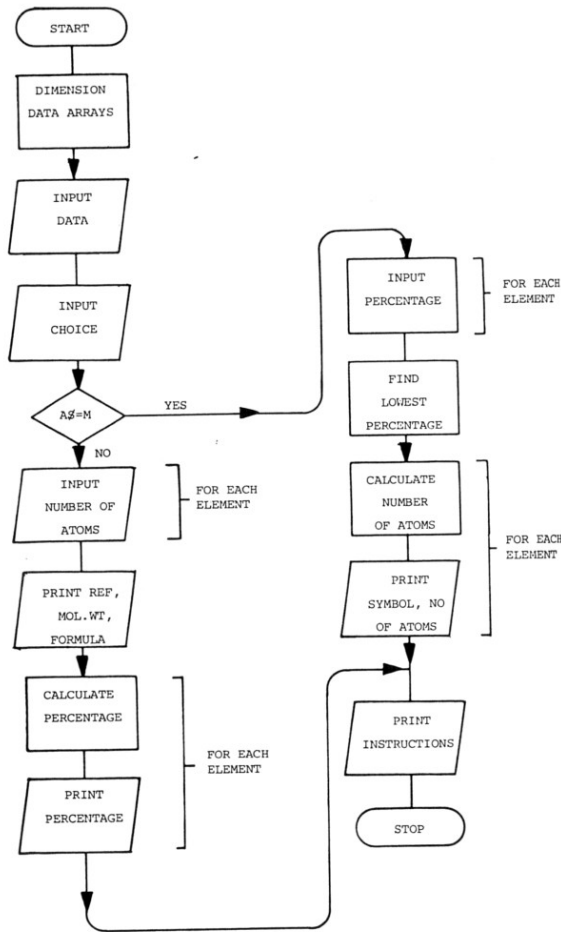 START
DIMENSION
DATA ARRAYS
INPUT
DATA
INPUT
CHOICE
A$=M
YES
NO
INPUT
NUMBER OF
ATOMS
FOR EACH
ELEMENT
PRINT REF,
MOL.WT,
FORMULA
CALCULATE
PERCENTAGE
PRINT
PERCENTAGE
FOR EACH
ELEMENT
INPUT
PERCENTAGE
FOR EACH
ELEMENT
FIND
LOWEST
PERCENTAGE
CALCULATE
NUMBER
OF ATOMS
PRINT
SYMBOL, NO
OF ATOMS
FOR EACH
ELEMENT
PRINT
INSTRUCTIONS
STOP